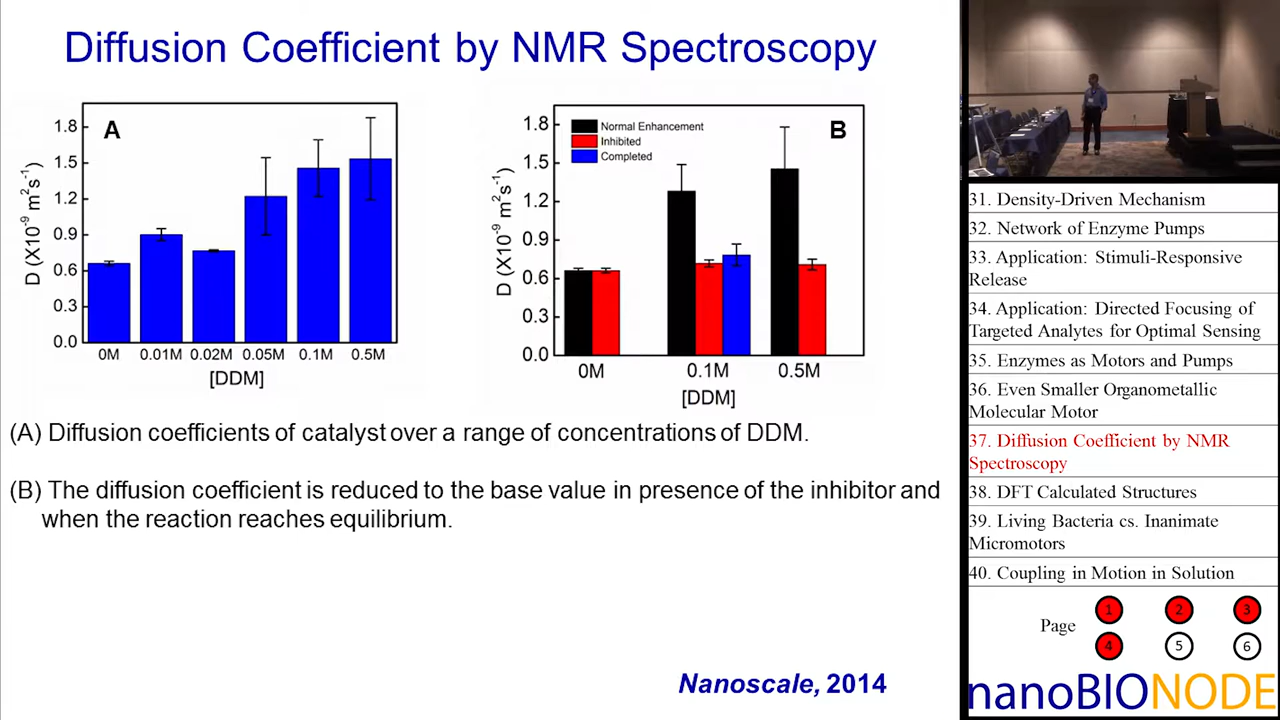 Diffusion Coefficient by NMR Spectroscopy
A
1.8
1.5
1.2
0.9
0.6
0.3
0.0
D (X10⁻⁹ m²s⁻¹)
0M 0.01M 0.02M 0.05M 0.1M 0.5M
[DDM]
B
Normal Enhancement
Inhibited
Completed
1.8
1.5
1.2
0.9
0.6
0.3
0.0
D (X10⁻⁹ m²s⁻¹)
0M 0.1M 0.5M
[DDM]
(A) Diffusion coefficients of catalyst over a range of concentrations of DDM.
(B) The diffusion coefficient is reduced to the base value in presence of the inhibitor and
when the reaction reaches equilibrium.
Nanoscale, 2014
31. Density-Driven Mechanism
32. Network of Enzyme Pumps
33. Application: Stimuli-Responsive
Release
34. Application: Directed Focusing of
Targeted Analytes for Optimal Sensing
35. Enzymes as Motors and Pumps
36. Even Smaller Organometallic
Molecular Motor
37. Diffusion Coefficient by NMR
Spectroscopy
38. DFT Calculated Structures
39. Living Bacteria cs. Inanimate
Micromotors
40. Coupling in Motion in Solution
Page
1 2 3
4 5 6
nanoBIONODE